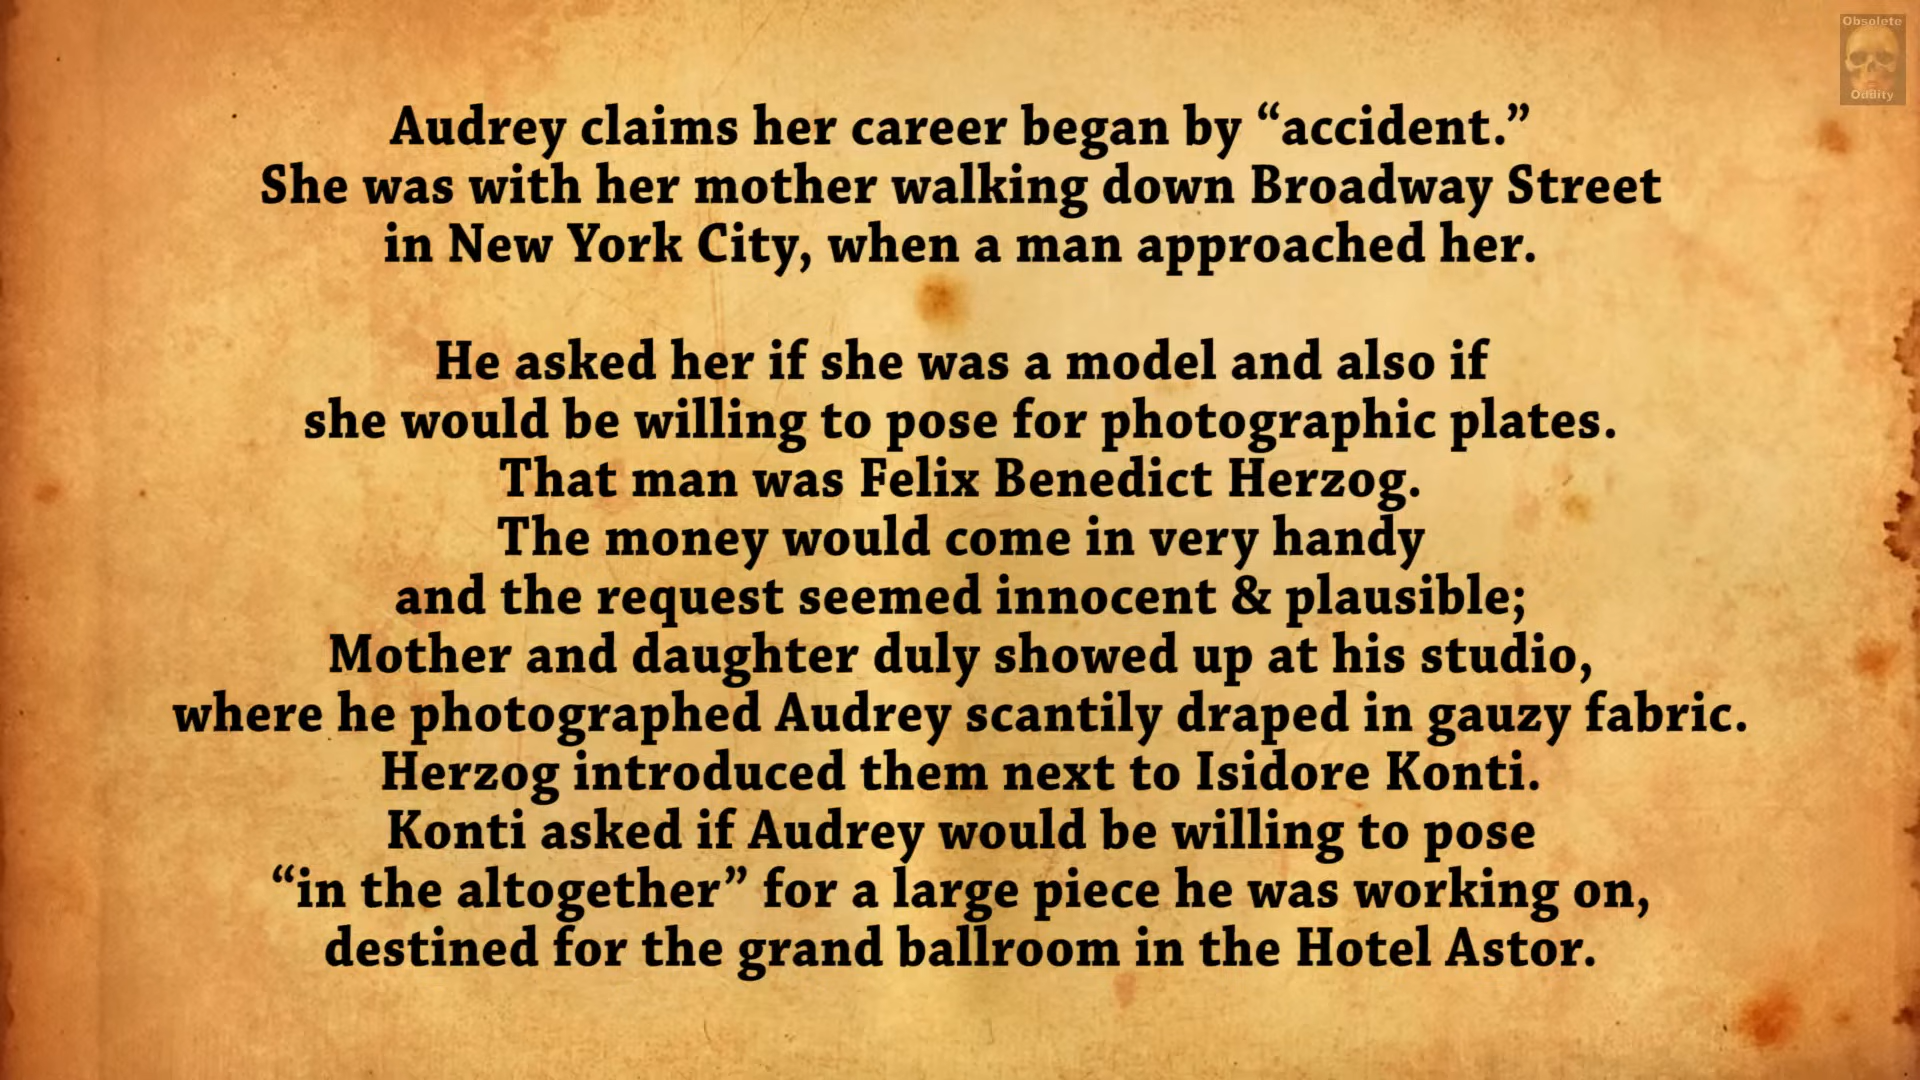 Obsolete
Oddity
Audrey claims her career began by “accident.”
She was with her mother walking down Broadway Street
in New York City, when a man approached her.
He asked her if she was a model and also if
she would be willing to pose for photographic plates.
That man was Felix Benedict Herzog.
The money would come in very handy
and the request seemed innocent & plausible;
Mother and daughter duly showed up at his studio,
where he photographed Audrey scantily draped in gauzy fabric.
Herzog introduced them next to Isidore Konti.
Konti asked if Audrey would be willing to pose
“in the altogether” for a large piece he was working on,
destined for the grand ballroom in the Hotel Astor.